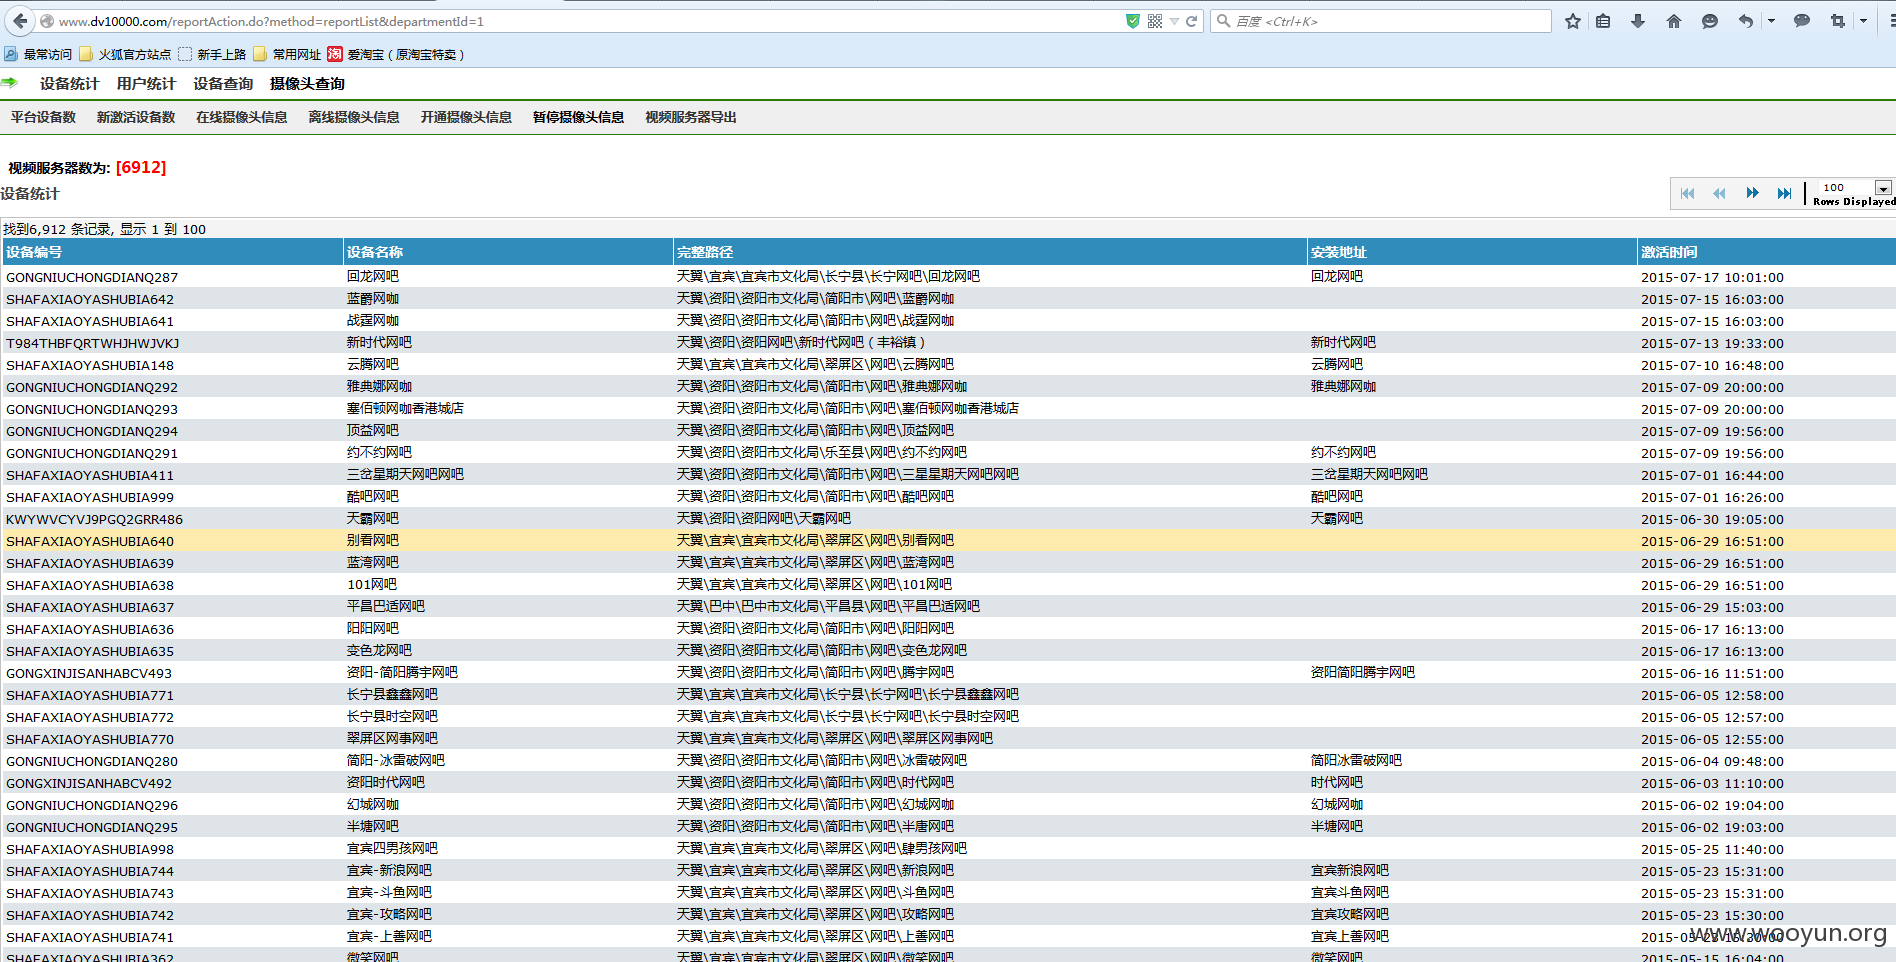 www.dv10000.com/reportAction.do?method=reportList&departmentId=1
百度 <Ctrl+K>
最常访问 火狐官方站点 新手上路 常用网址 淘 爱淘宝（原淘宝特卖）
设备统计 用户统计 设备查询 摄像头查询
平台设备数 新激活设备数 在线摄像头信息 离线摄像头信息 开通摄像头信息 暂停摄像头信息 视频服务器导出
视频服务器数为: [6912]
设备统计
100
Rows Displayed
找到6,912 条记录, 显示 1 到 100
设备编号 设备名称 完整路径 安装地址 激活时间
GONGNIUCHONGDIANQ287 回龙网吧 天翼\宜宾\宜宾市文化局\长宁县\长宁网吧\回龙网吧 回龙网吧 2015-07-17 10:01:00
SHAFAXIAOYASHUBIA642 蓝爵网咖 天翼\资阳\资阳市文化局\简阳市\网吧\蓝爵网咖 2015-07-15 16:03:00
SHAFAXIAOYASHUBIA641 战霆网咖 天翼\资阳\资阳市文化局\简阳市\网吧\战霆网咖 2015-07-15 16:03:00
T984THBFQRTWHJHWJVKJ 新时代网吧 天翼\资阳\资阳网吧\新时代网吧（丰裕镇） 新时代网吧 2015-07-13 19:33:00
SHAFAXIAOYASHUBIA148 云腾网吧 天翼\宜宾\宜宾市文化局\翠屏区\网吧\云腾网吧 云腾网吧 2015-07-10 16:48:00
GONGNIUCHONGDIANQ292 雅典娜网咖 天翼\资阳\资阳市文化局\简阳市\网吧\雅典娜网咖 雅典娜网咖 2015-07-09 20:00:00
GONGNIUCHONGDIANQ293 塞佰顿网咖香港城店 天翼\资阳\资阳市文化局\简阳市\网吧\塞佰顿网咖香港城店 2015-07-09 20:00:00
GONGNIUCHONGDIANQ294 顶益网吧 天翼\资阳\资阳市文化局\简阳市\网吧\顶益网吧 2015-07-09 19:56:00
GONGNIUCHONGDIANQ291 约不约网吧 天翼\资阳\资阳市文化局\乐至县\网吧\约不约网吧 约不约网吧 2015-07-09 19:56:00
SHAFAXIAOYASHUBIA411 三岔星期天网吧网吧 天翼\资阳\资阳市文化局\简阳市\网吧\三星星期天网吧网吧 三岔星期天网吧网吧 2015-07-01 16:44:00
SHAFAXIAOYASHUBIA999 酷吧网吧 天翼\资阳\资阳市文化局\简阳市\网吧\酷吧网吧 酷吧网吧 2015-07-01 16:26:00
KWYWVCYVJ9PGQ2GRR486 天霸网吧 天翼\资阳\资阳网吧\天霸网吧 天霸网吧 2015-06-30 19:05:00
SHAFAXIAOYASHUBIA640 别看网吧 天翼\宜宾\宜宾市文化局\翠屏区\网吧\别看网吧 2015-06-29 16:51:00
SHAFAXIAOYASHUBIA639 蓝湾网吧 天翼\宜宾\宜宾市文化局\翠屏区\网吧\蓝湾网吧 2015-06-29 16:51:00
SHAFAXIAOYASHUBIA638 101网吧 天翼\宜宾\宜宾市文化局\翠屏区\网吧\101网吧 2015-06-29 16:51:00
SHAFAXIAOYASHUBIA637 平昌巴适网吧 天翼\巴中\巴中市文化局\平昌县\网吧\平昌巴适网吧 2015-06-29 15:03:00
SHAFAXIAOYASHUBIA636 阳阳网吧 天翼\资阳\资阳市文化局\简阳市\网吧\阳阳网吧 2015-06-17 16:13:00
SHAFAXIAOYASHUBIA635 变色龙网吧 天翼\资阳\资阳市文化局\简阳市\网吧\变色龙网吧 2015-06-17 16:13:00
GONGXINJISANHABCV493 资阳-简阳腾宇网吧 天翼\资阳\资阳市文化局\简阳市\网吧\腾宇网吧 资阳简阳腾宇网吧 2015-06-16 11:51:00
SHAFAXIAOYASHUBIA771 长宁县鑫鑫网吧 天翼\宜宾\宜宾市文化局\长宁县\长宁网吧\长宁县鑫鑫网吧 2015-06-05 12:58:00
SHAFAXIAOYASHUBIA772 长宁县时空网吧 天翼\宜宾\宜宾市文化局\长宁县\长宁网吧\长宁县时空网吧 2015-06-05 12:57:00
SHAFAXIAOYASHUBIA770 翠屏区网事网吧 天翼\宜宾\宜宾市文化局\翠屏区\网吧\翠屏区网事网吧 2015-06-05 12:55:00
GONGNIUCHONGDIANQ280 简阳-冰雷破网吧 天翼\资阳\资阳市文化局\简阳市\网吧\冰雷破网吧 简阳冰雷破网吧 2015-06-04 09:48:00
GONGXINJISANHABCV492 资阳时代网吧 天翼\资阳\资阳市文化局\简阳市\网吧\时代网吧 时代网吧 2015-06-03 11:10:00
GONGNIUCHONGDIANQ296 幻城网咖 天翼\资阳\资阳市文化局\简阳市\网吧\幻城网咖 幻城网咖 2015-06-02 19:04:00
GONGNIUCHONGDIANQ295 半塘网吧 天翼\资阳\资阳市文化局\简阳市\网吧\半唐网吧 半塘网吧 2015-06-02 19:03:00
SHAFAXIAOYASHUBIA998 宜宾四男孩网吧 天翼\宜宾\宜宾市文化局\翠屏区\网吧\肆男孩网吧 2015-05-25 11:40:00
SHAFAXIAOYASHUBIA744 宜宾-新浪网吧 天翼\宜宾\宜宾市文化局\翠屏区\网吧\新浪网吧 宜宾新浪网吧 2015-05-23 15:31:00
SHAFAXIAOYASHUBIA743 宜宾-斗鱼网吧 天翼\宜宾\宜宾市文化局\翠屏区\网吧\斗鱼网吧 宜宾斗鱼网吧 2015-05-23 15:31:00
SHAFAXIAOYASHUBIA742 宜宾-攻略网吧 天翼\宜宾\宜宾市文化局\翠屏区\网吧\攻略网吧 宜宾攻略网吧 2015-05-23 15:30:00
SHAFAXIAOYASHUBIA741 宜宾-上善网吧 天翼\宜宾\宜宾市文化局\翠屏区\网吧\上善网吧 宜宾上善网吧 2015-05-23 15:30:00
www.wooyun.org
SHAFAXIAOYASHUBIA362 微笑网吧 天翼\宜宾\宜宾市文化局\翠屏区\网吧\微笑网吧 微笑网吧 2015-05-15 16:04:00